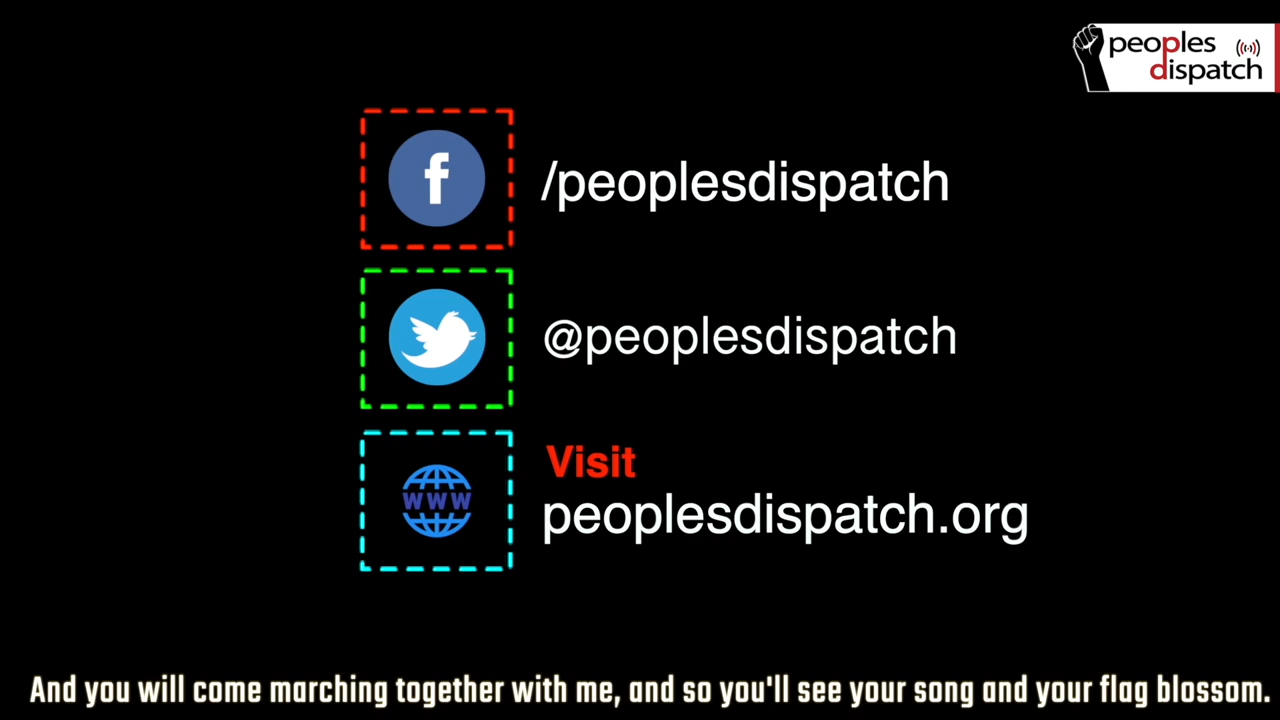 peoples
dispatch
f
/peoplesdispatch
@peoplesdispatch
Visit
www
peoplesdispatch.org
And you will come marching together with me, and so you'll see your song and your flag blossom.